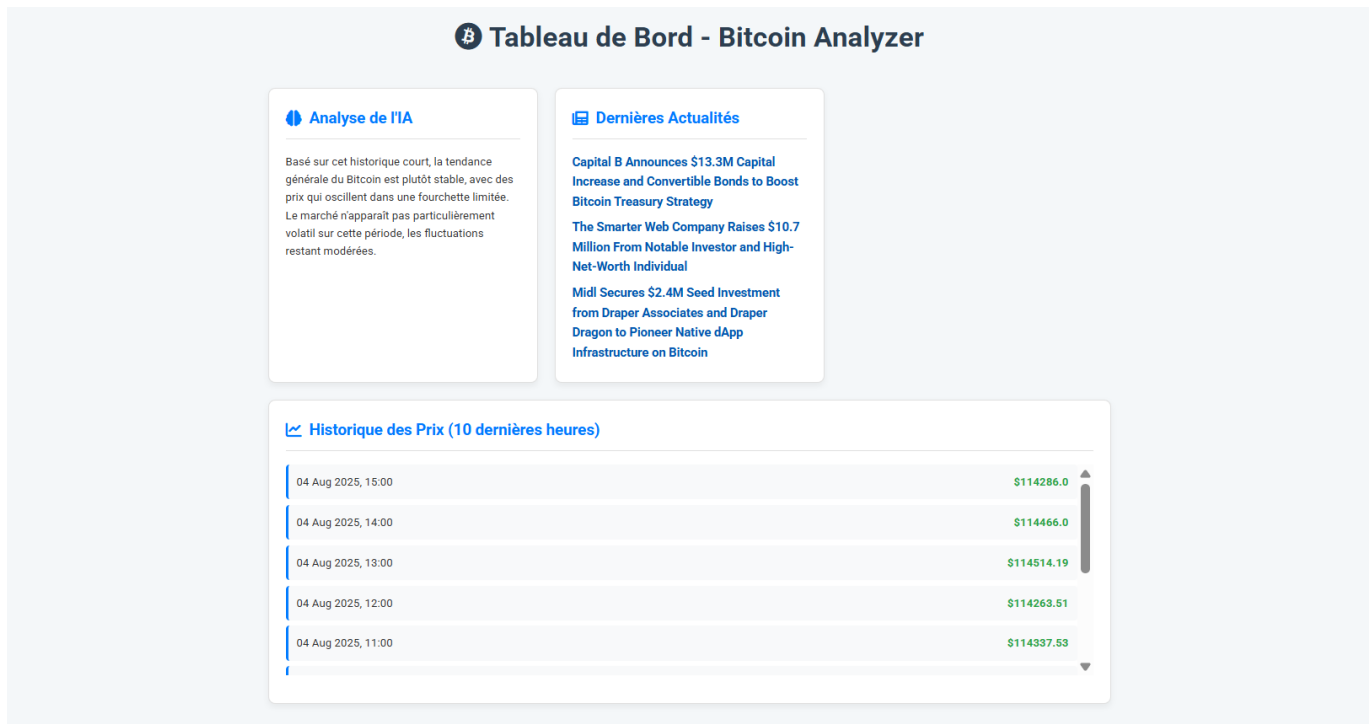 Tableau de Bord - Bitcoin Analyzer
Analyse de l'IA
Basé sur cet historique court, la tendance
générale du Bitcoin est plutôt stable, avec des
prix qui oscillent dans une fourchette limitée.
Le marché n'apparaît pas particulièrement
volatil sur cette période, les fluctuations
restant modérées.
Dernières Actualités
Capital B Announces $13.3M Capital
Increase and Convertible Bonds to Boost
Bitcoin Treasury Strategy
The Smarter Web Company Raises $10.7
Million From Notable Investor and High-
Net-Worth Individual
Midl Secures $2.4M Seed Investment
from Draper Associates and Draper
Dragon to Pioneer Native dApp
Infrastructure on Bitcoin
Historique des Prix (10 dernières heures)
04 Aug 2025, 15:00 $114286.0
04 Aug 2025, 14:00 $114466.0
04 Aug 2025, 13:00 $114514.19
04 Aug 2025, 12:00 $114263.51
04 Aug 2025, 11:00 $114337.53